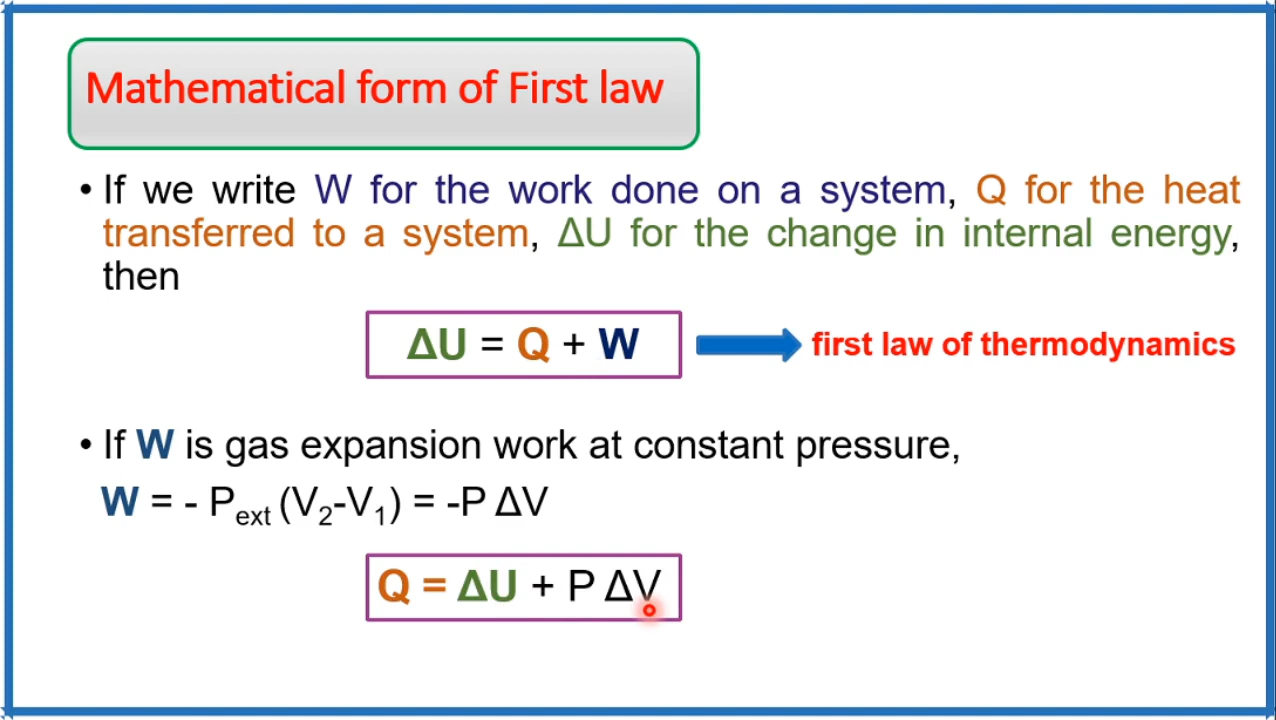 Mathematical form of First law
• If we write W for the work done on a system, Q for the heat
transferred to a system, ΔU for the change in internal energy,
then
ΔU = Q + W
first law of thermodynamics
• If W is gas expansion work at constant pressure,
W = - Pext (V2-V1) = -P ΔV
Q = ΔU + P ΔV